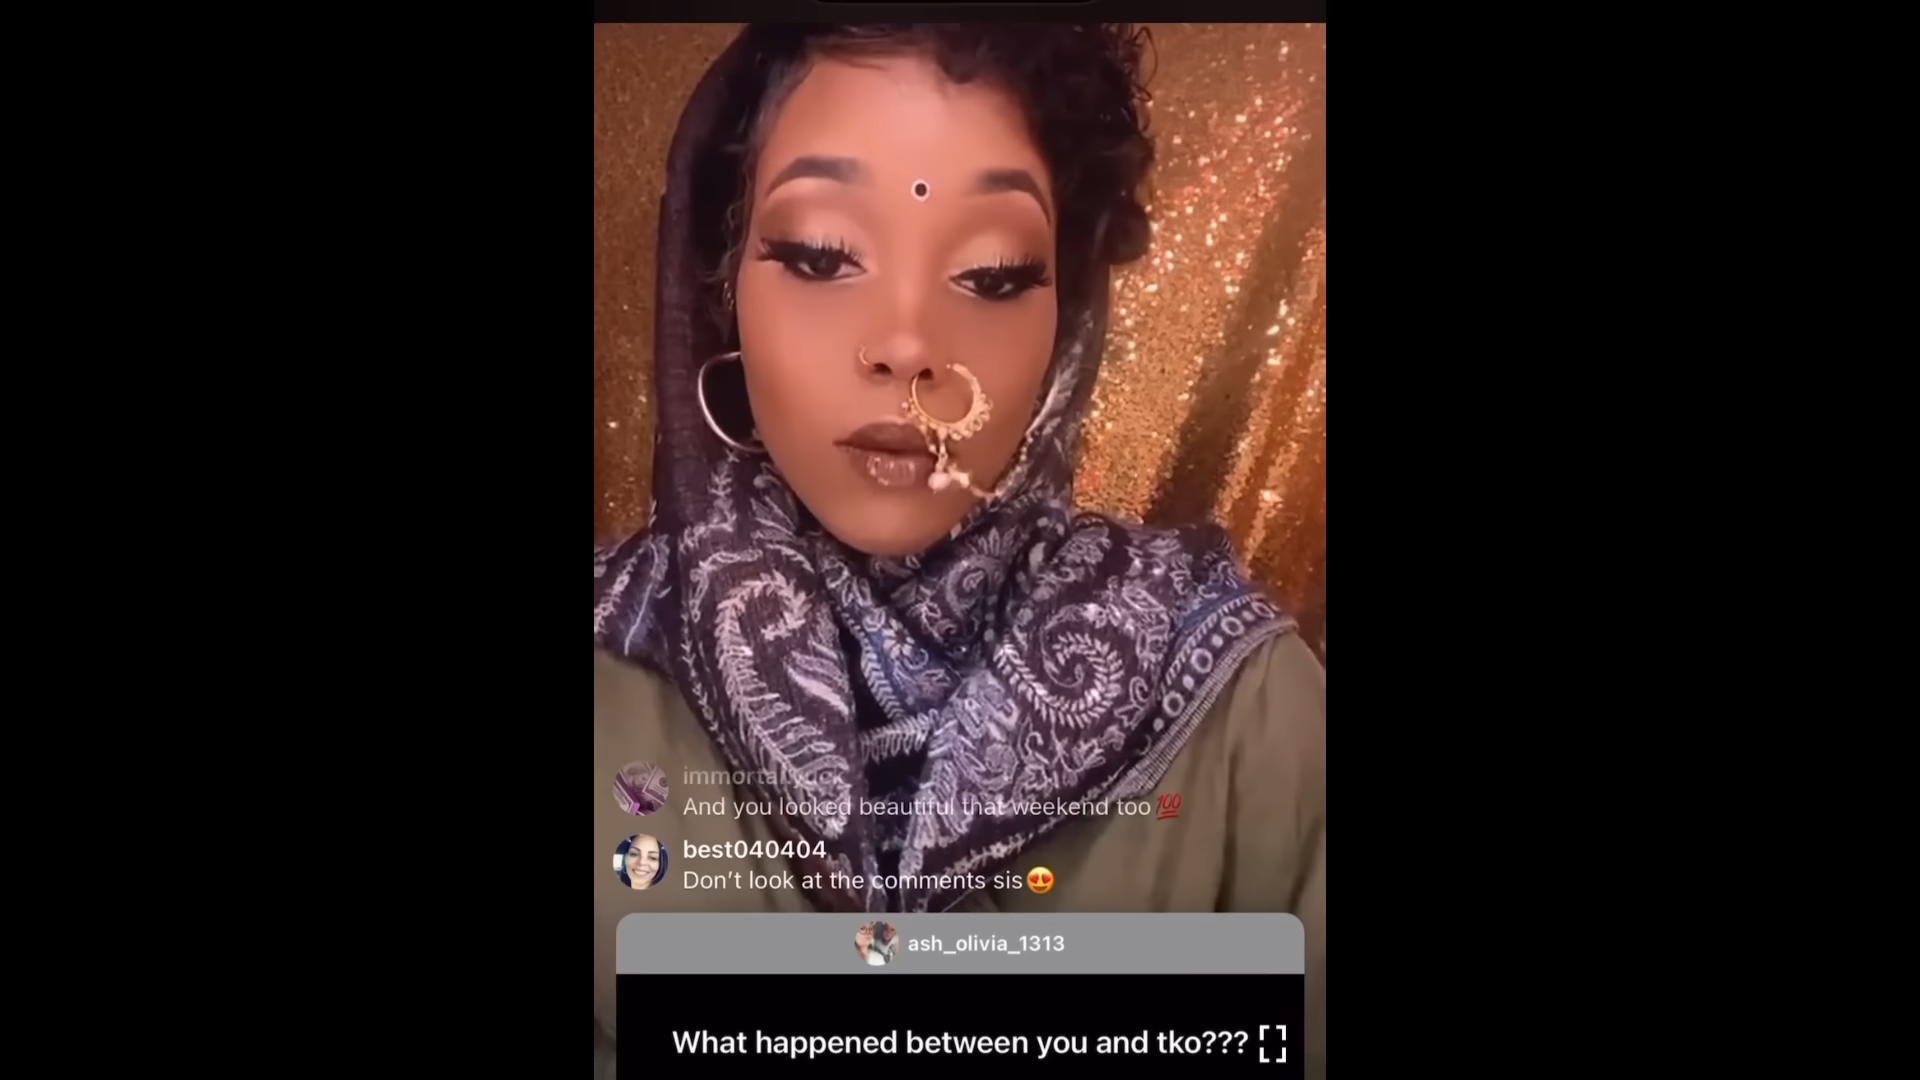 And you looked beautiful that weekend too 💯
best040404
Don't look at the comments sis😍
ash_olivia_1313
What happened between you and tko???